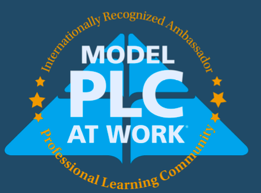 Internationally Recognized Ambassador
MODEL
PLC
AT WORK
Professional Learning Community